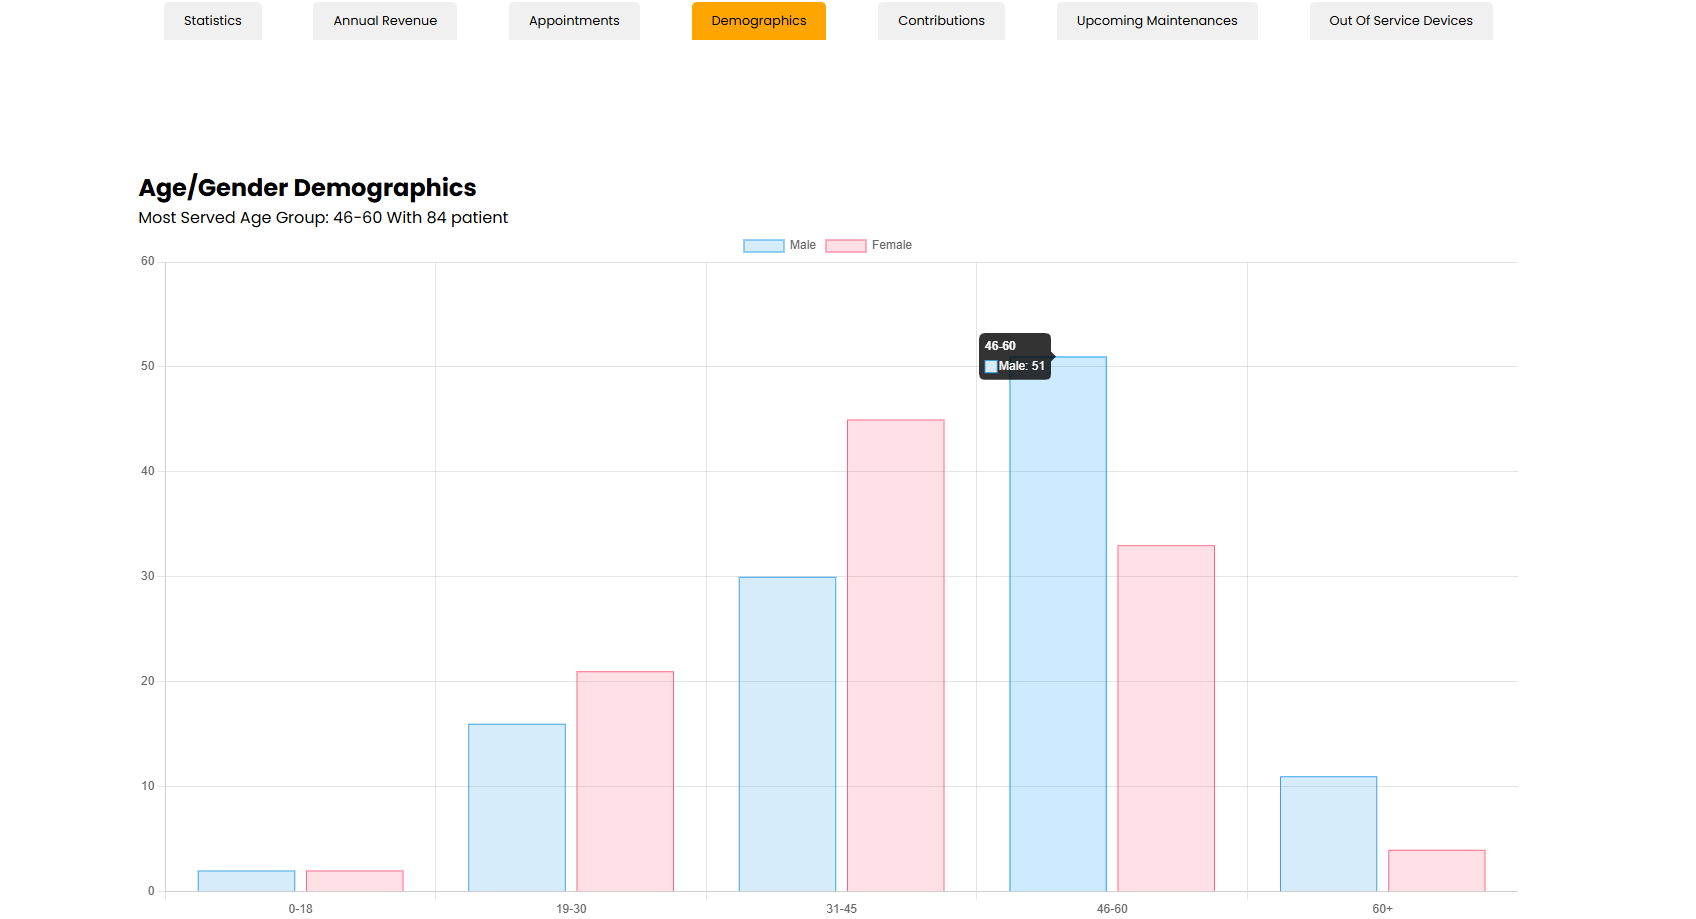 Statistics Annual Revenue Appointments Demographics Contributions Upcoming Maintenances Out Of Service Devices
Age/Gender Demographics
Most Served Age Group: 46-60 With 84 patient
Male Female
60
50
40
30
20
10
0
46-60
Male: 51
0-18 19-30 31-45 46-60 60+